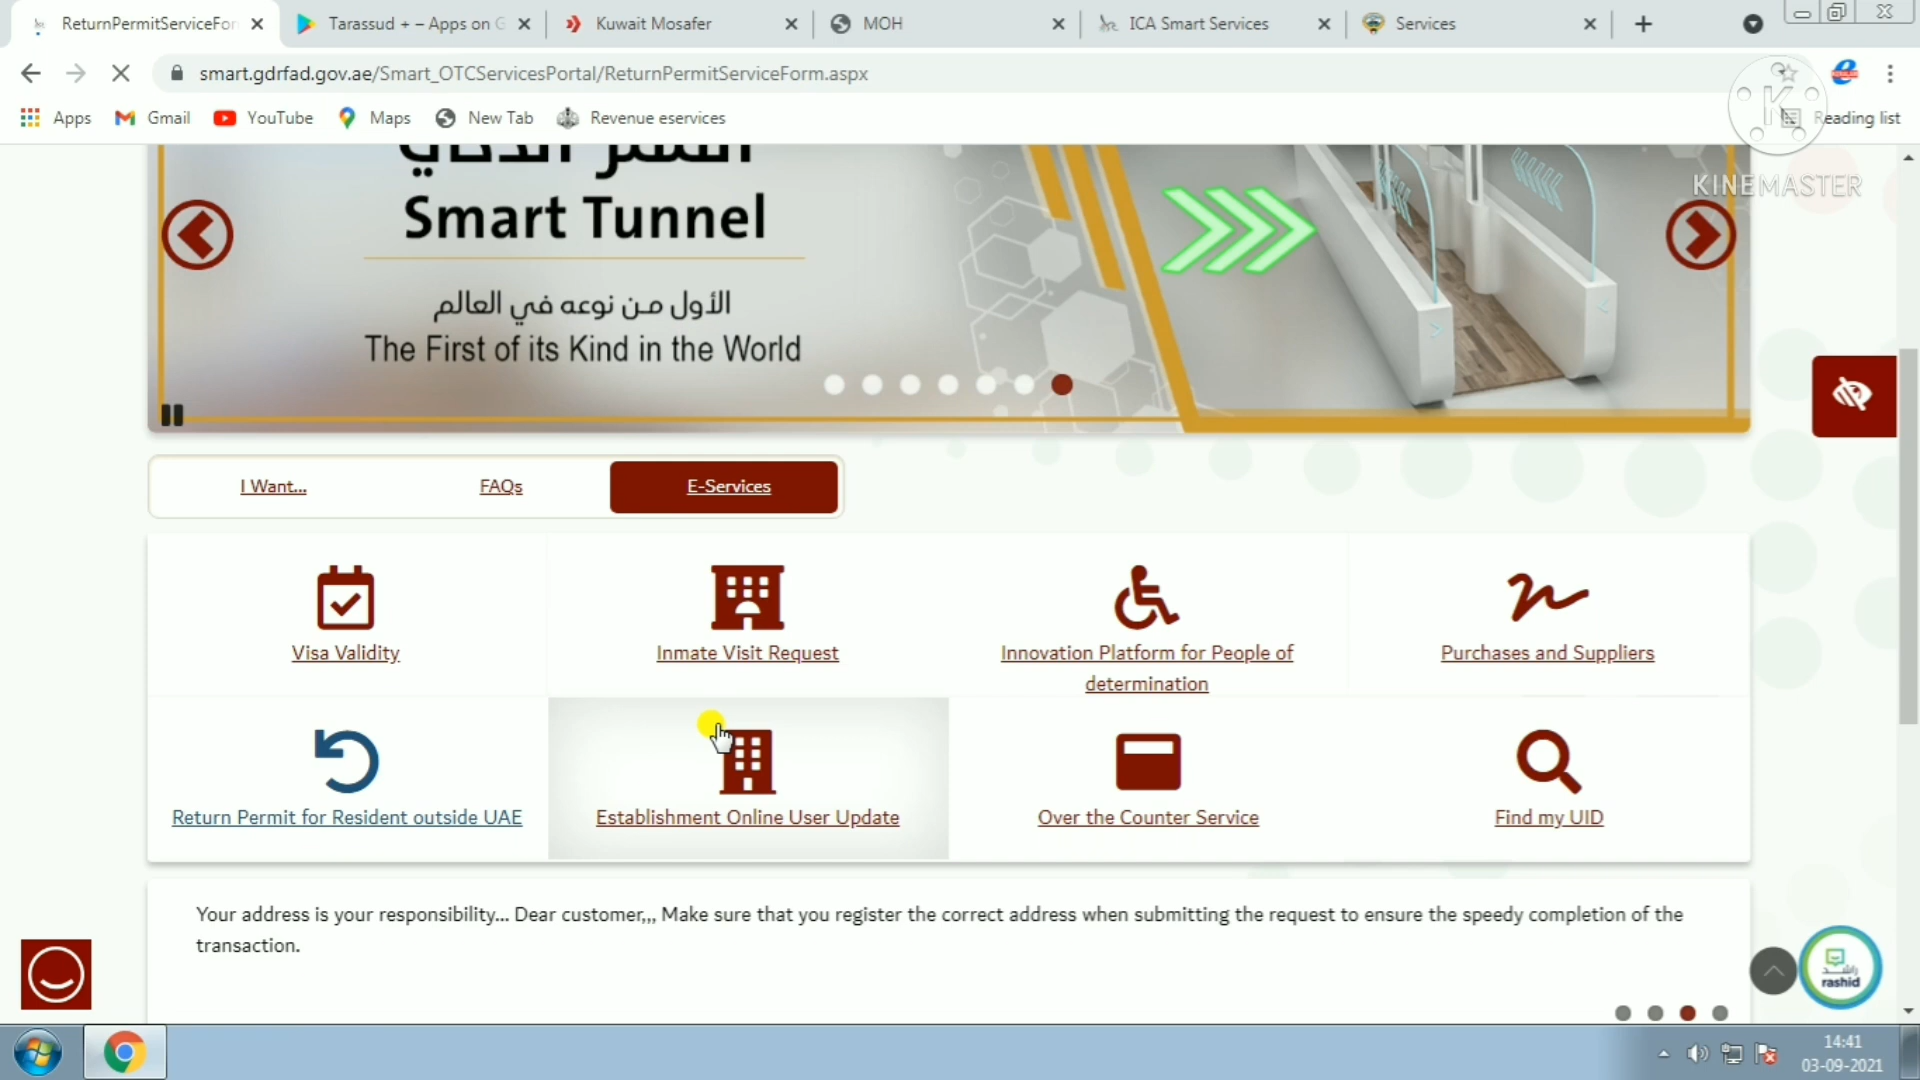 ReturnPermitServiceFor
Tarassud + – Apps on G
Kuwait Mosafer
MOH
ICA Smart Services
Services
smart.gdrfad.gov.ae/Smart_OTCServicesPortal/ReturnPermitServiceForm.aspx
Apps
Gmail
YouTube
Maps
New Tab
Revenue eservices
Reading list
K
KINEMASTER
Smart Tunnel
الأول من نوعه في العالم
The First of its Kind in the World
I Want...
FAQs
E-Services
Visa Validity
Inmate Visit Request
Innovation Platform for People of
determination
Purchases and Suppliers
Return Permit for Resident outside UAE
Establishment Online User Update
Over the Counter Service
Find my UID
Your address is your responsibility... Dear customer,,, Make sure that you register the correct address when submitting the request to ensure the speedy completion of the
transaction.
راشد
rashid
14:41
03-09-2021